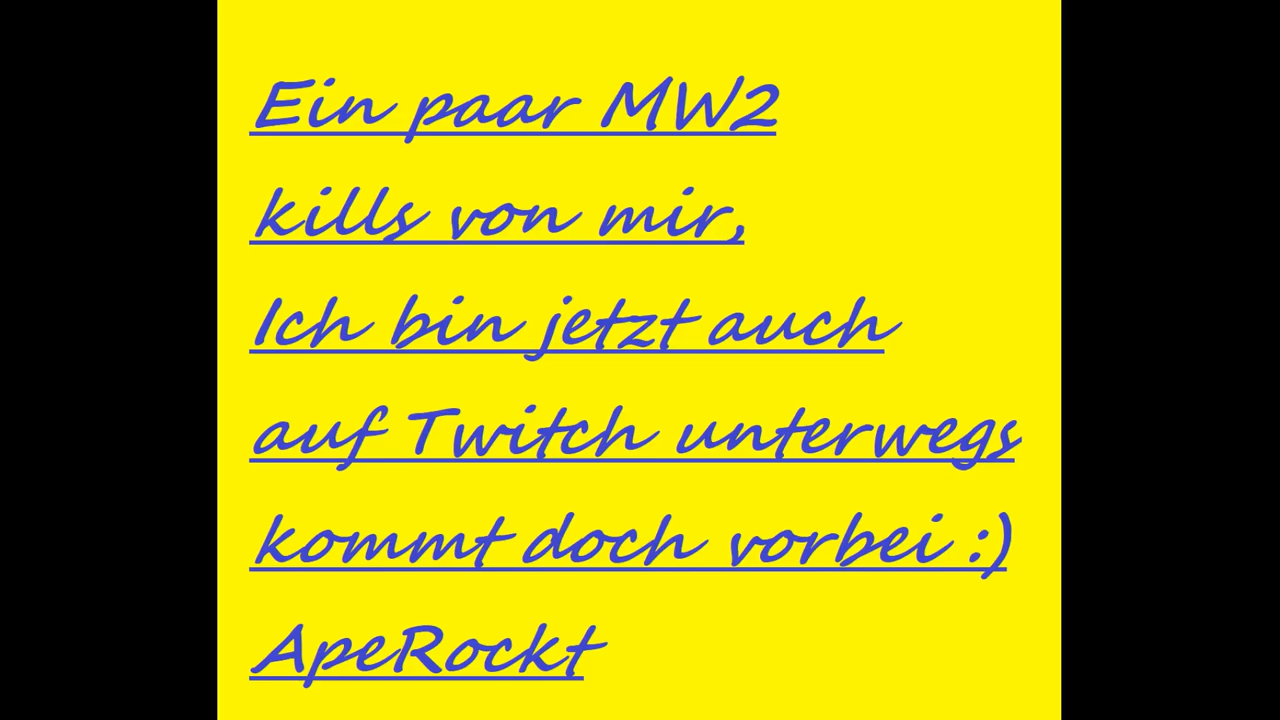 Ein paar MW2
kills von mir,
Ich bin jetzt auch
auf Twitch unterwegs
kommt doch vorbei :)
ApeRockt